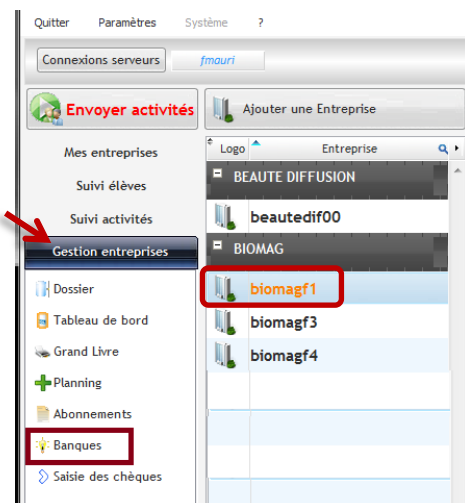 Quitter Paramètres Système ?
Connexions serveurs fmauri
Envoyer activités Ajouter une Entreprise
Mes entreprises
Suivi élèves
Suivi activités
Gestion entreprises
Dossier
Tableau de bord
Grand Livre
Planning
Abonnements
Banques
Saisie des chèques
Logo Entreprise
BEAUTE DIFFUSION
beautedif00
BIOMAG
biomagf1
biomagf3
biomagf4